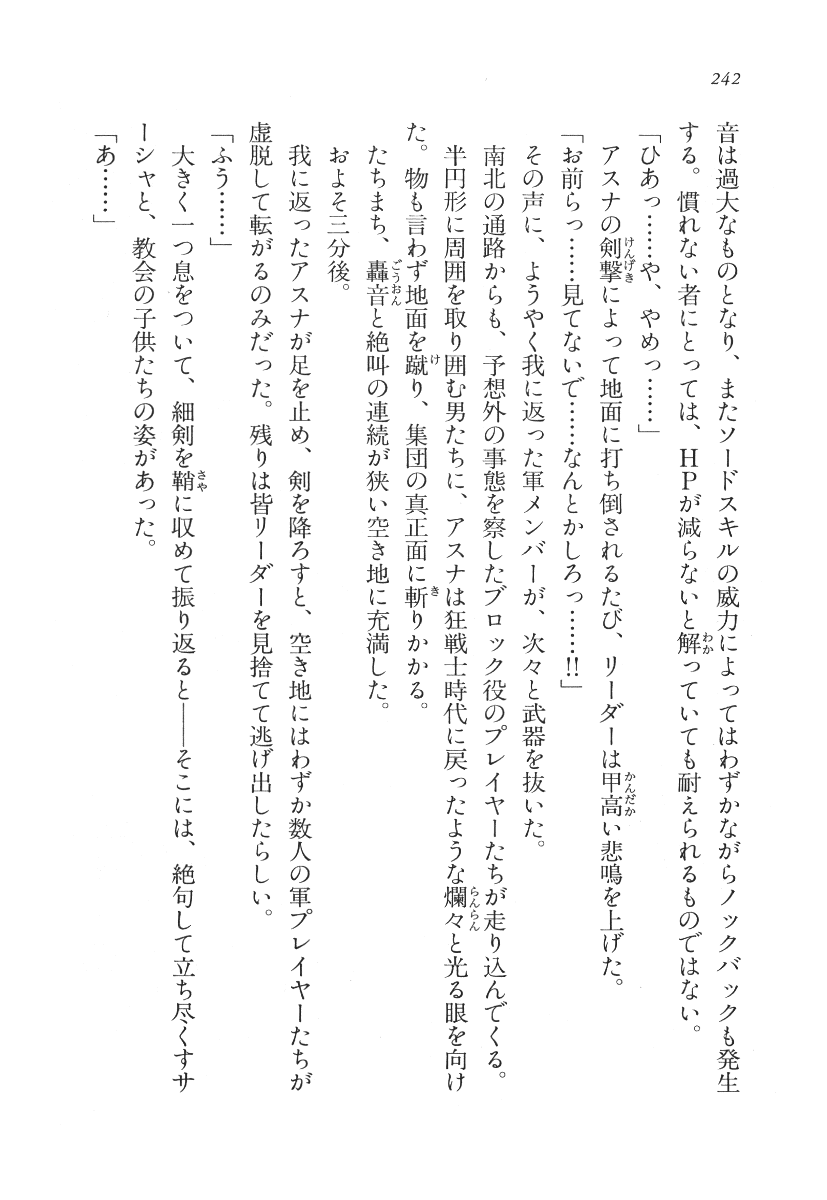 242
音は過大なものとなり、またソードスキルの威力によってはわずかながらノックバックも発生
する。慣れない者にとっては、HPが減らないと解っていても耐えられるものではない。
「ひあっ……や、やめっ……」
アスナの剣撃によって地面に打ち倒されるたび、リーダーは甲高い悲鳴を上げた。
「お前らっ……見てないで……なんとかしろっ……!!」
その声に、ようやく我に返った軍メンバーが、次々と武器を抜いた。
南北の通路からも、予想外の事態を察したブロック役のプレイヤーたちが走り込んでくる。
半円形に周囲を取り囲む男たちに、アスナは狂戦士時代に戻ったような爛々と光る眼を向け
た。物も言わず地面を蹴り、集団の真正面に斬りかかる。
たちまち、轟音と絶叫の連続が狭い空き地に充満した。
およそ三分後。
我に返ったアスナが足を止め、剣を降ろすと、空き地にはわずか数人の軍プレイヤーたちが
虚脱して転がるのみだった。残りは皆リーダーを見捨てて逃げ出したらしい。
「ふう……」
大きく一つ息をついて、細剣を鞘に収めて振り返ると――そこには、絶句して立ち尽くすサ
ーシャと、教会の子供たちの姿があった。
「あ……」